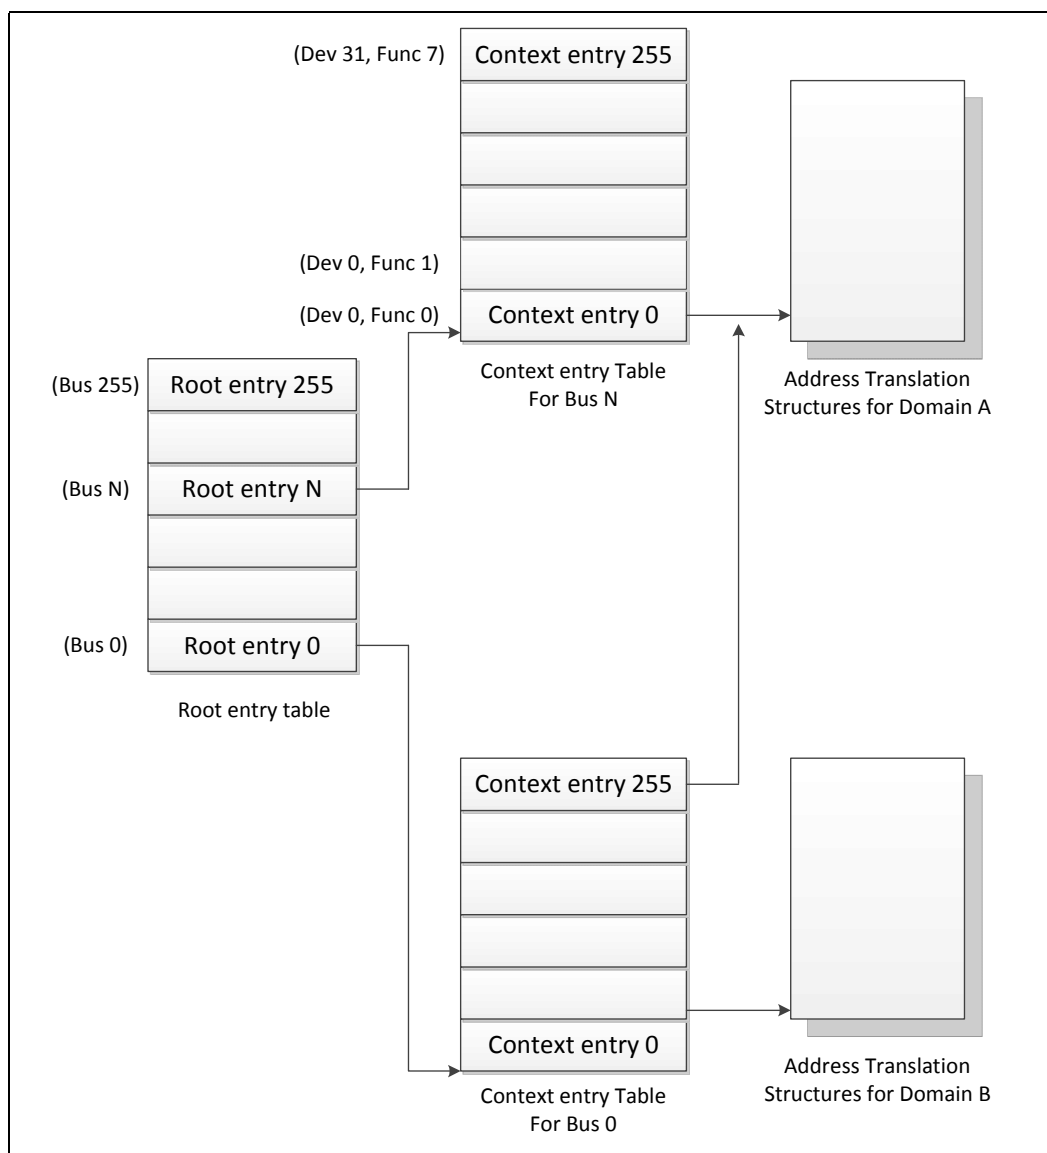 (Dev 31, Func 7)
Context entry 255
(Dev 0, Func 1)
(Dev 0, Func 0)
Context entry 0
Context entry Table
For Bus N
Address Translation
Structures for Domain A
(Bus 255)
Root entry 255
(Bus N)
Root entry N
(Bus 0)
Root entry 0
Root entry table
Context entry 255
Context entry 0
Context entry Table
For Bus 0
Address Translation
Structures for Domain B